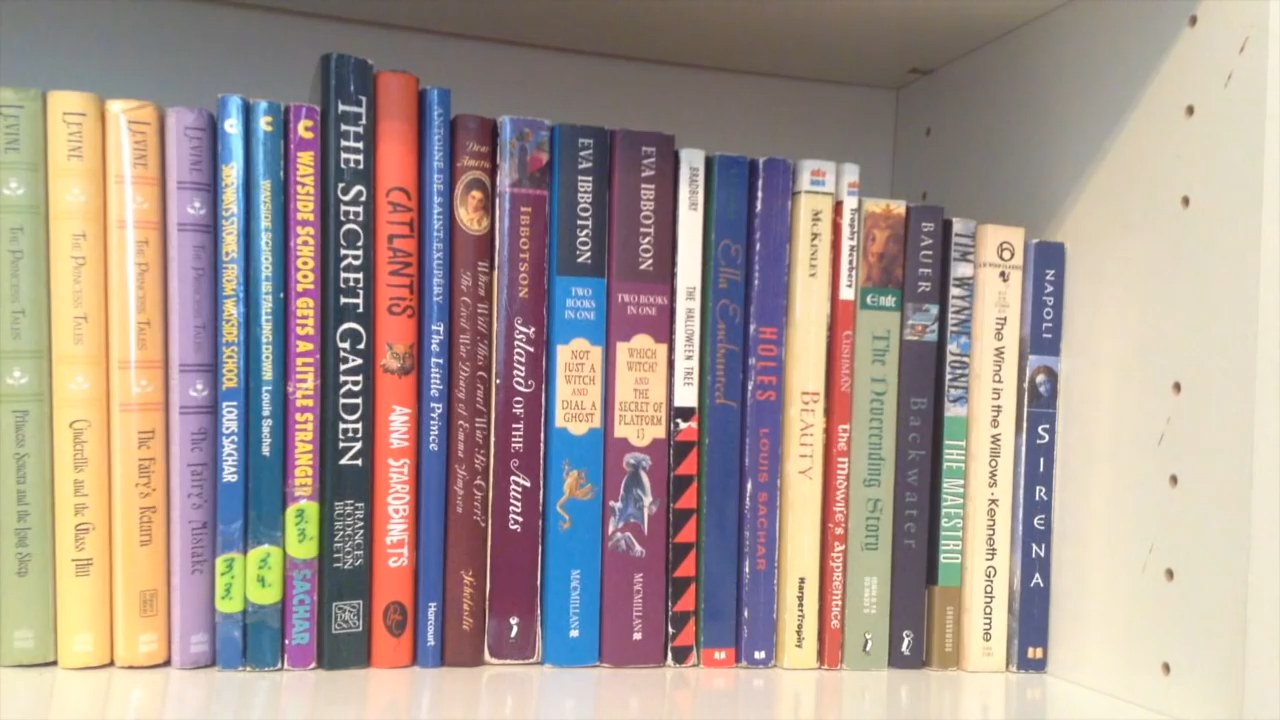 LEVINE
THE PRINCESS TALES
Princess Sonora and the Long Sleep
LEVINE
THE PRINCESS TALES
Cinderellis and the Glass Hill
LEVINE
THE PRINCESS TALES
The Fairy's Return
LEVINE
THE PRINCESS TALES
The Fairy's Mistake
SIDEWAYS STORIES FROM WAYSIDE SCHOOL LOUIS SACHAR
WAYSIDE SCHOOL IS FALLING DOWN Louis Sachar
3.
4.
WAYSIDE SCHOOL GETS A LITTLE STRANGER
3.
3.
SACHAR
THE SECRET GARDEN
FRANCES
HODGSON
BURNETT
CATLANTIS
ANNA STAROBINETS
ANTOINE DE SAINT-EXUPÉRY
The Little Prince
Harcourt
Dear
America
When Will This Cruel War Be Over?
The Civil War Diary of Emma Simpson
Scholastic
IBBOTSON
Island OF THE Aunts
EVA IBBOTSON
TWO
BOOKS
IN ONE
NOT
JUST A
WITCH
AND
DIAL A
GHOST
MACMILLAN
EVA IBBOTSON
TWO BOOKS
IN ONE
WHICH
WITCH?
AND
THE
SECRET OF
PLATFORM
13
MACMILLAN
BRADBURY
THE HALLOWEEN TREE
Ella Enchanted
HOLES
LOUIS SACHAR
McKINLEY
BEAUTY
HarperTrophy
Trophy Newbery
CUSHMAN
the Midwife's Apprentice
Ende
The Neverending Story
BAUER
Backwater
TIM WYNNE-JONES
THE MAESTRO
GROUNDWOOD
The Wind in the Willows · Kenneth Grahame
NAPOLI
SIRENA